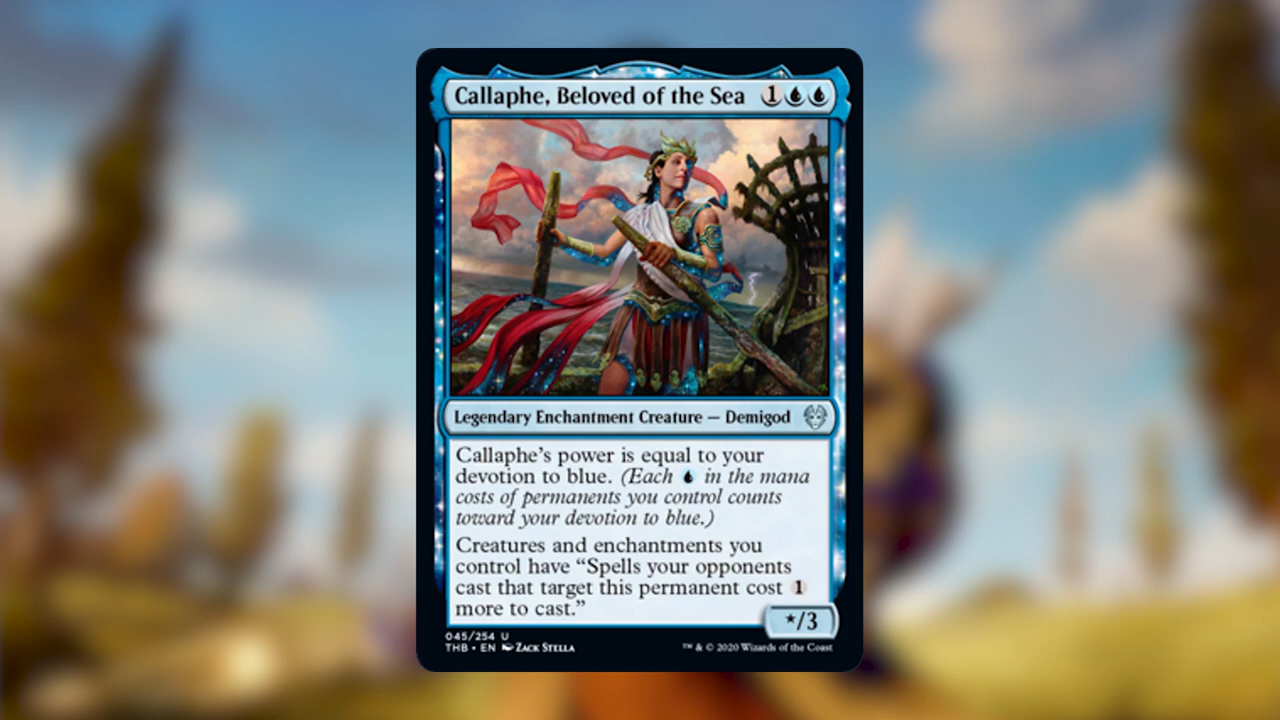 Callaphe, Beloved of the Sea 1
Legendary Enchantment Creature — Demigod
Callaphe's power is equal to your
devotion to blue. (Each in the mana
costs of permanents you control counts
toward your devotion to blue.)
Creatures and enchantments you
control have “Spells your opponents
cast that target this permanent cost 1
more to cast.”
*/3
045/254 U
THB • EN ZACK STELLA
™ & © 2020 Wizards of the Coast